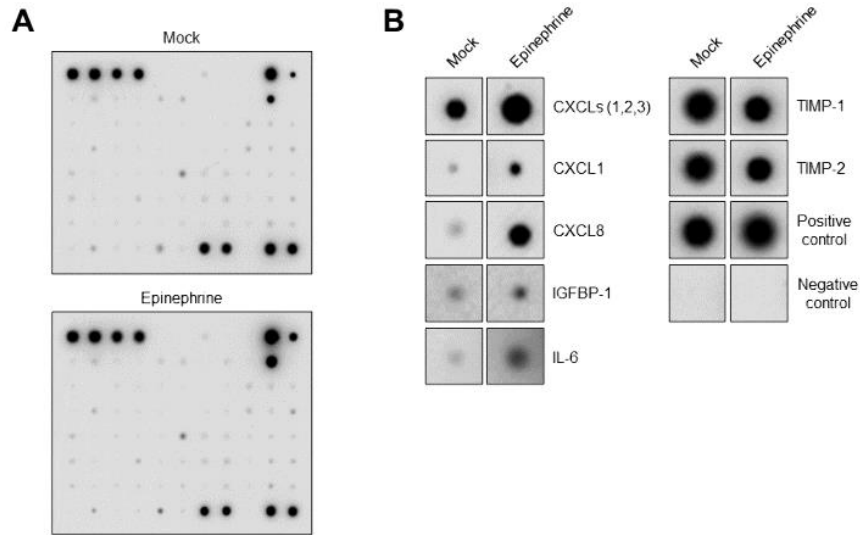 A
Mock
Epinephrine
B
Mock
Epinephrine
CXCLs (1,2,3)
CXCL1
CXCL8
IGFBP-1
IL-6
Mock
Epinephrine
TIMP-1
TIMP-2
Positive
control
Negative
control